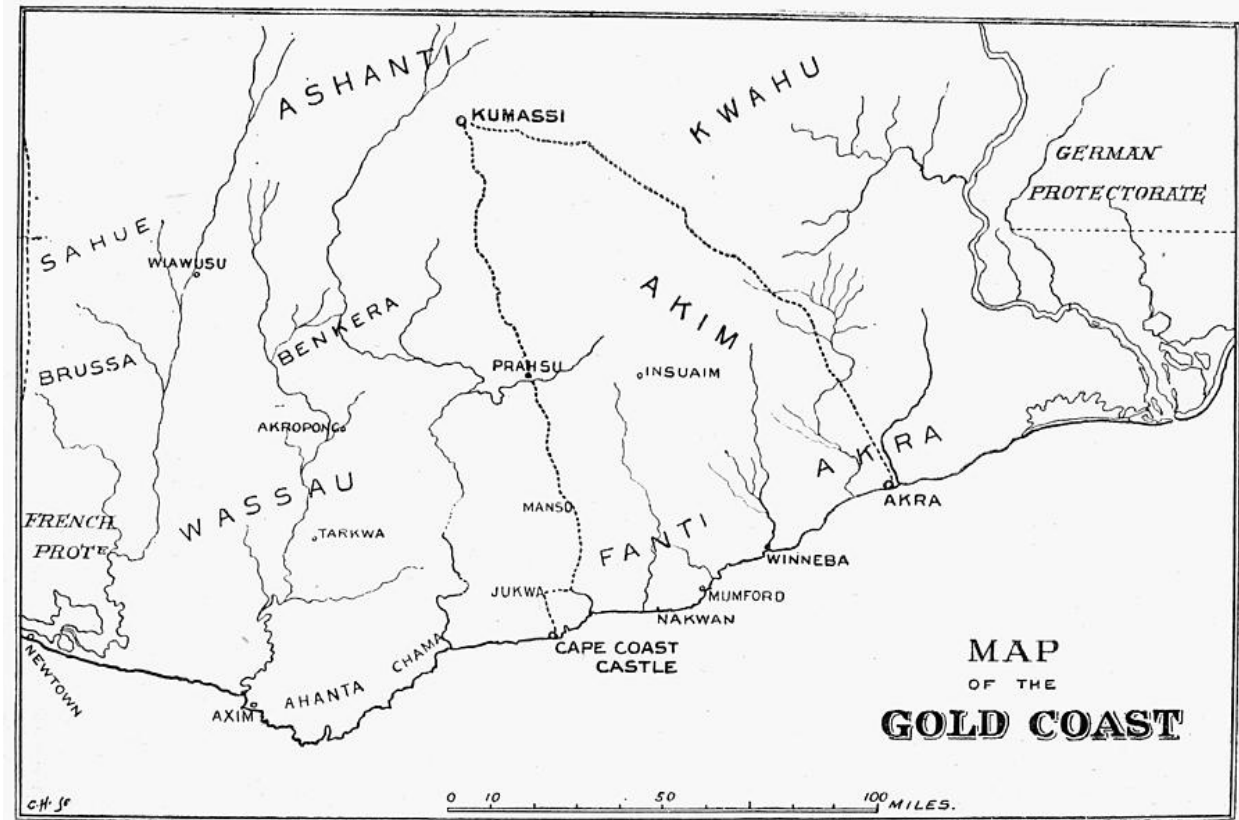 ASHANTI
KWAHU
KUMASSI
GERMAN
PROTECTORATE
SAHUE
WIAWUSU
AKIM
BENKERA
BRUSSA
PRAHSU
INSUAIM
AKROPONG
AKRA
AKRA
WASSAU
MANSO
FRENCH
PROTE
TARKWA
FANTI
WINNEBA
JUKWA
MUMFORD
NAKWAN
CHAMA
CAPE COAST
CASTLE
NEWTOWN
AHANTA
AXIM
MAP
OF THE
GOLD COAST
0 10 50 100 MILES.